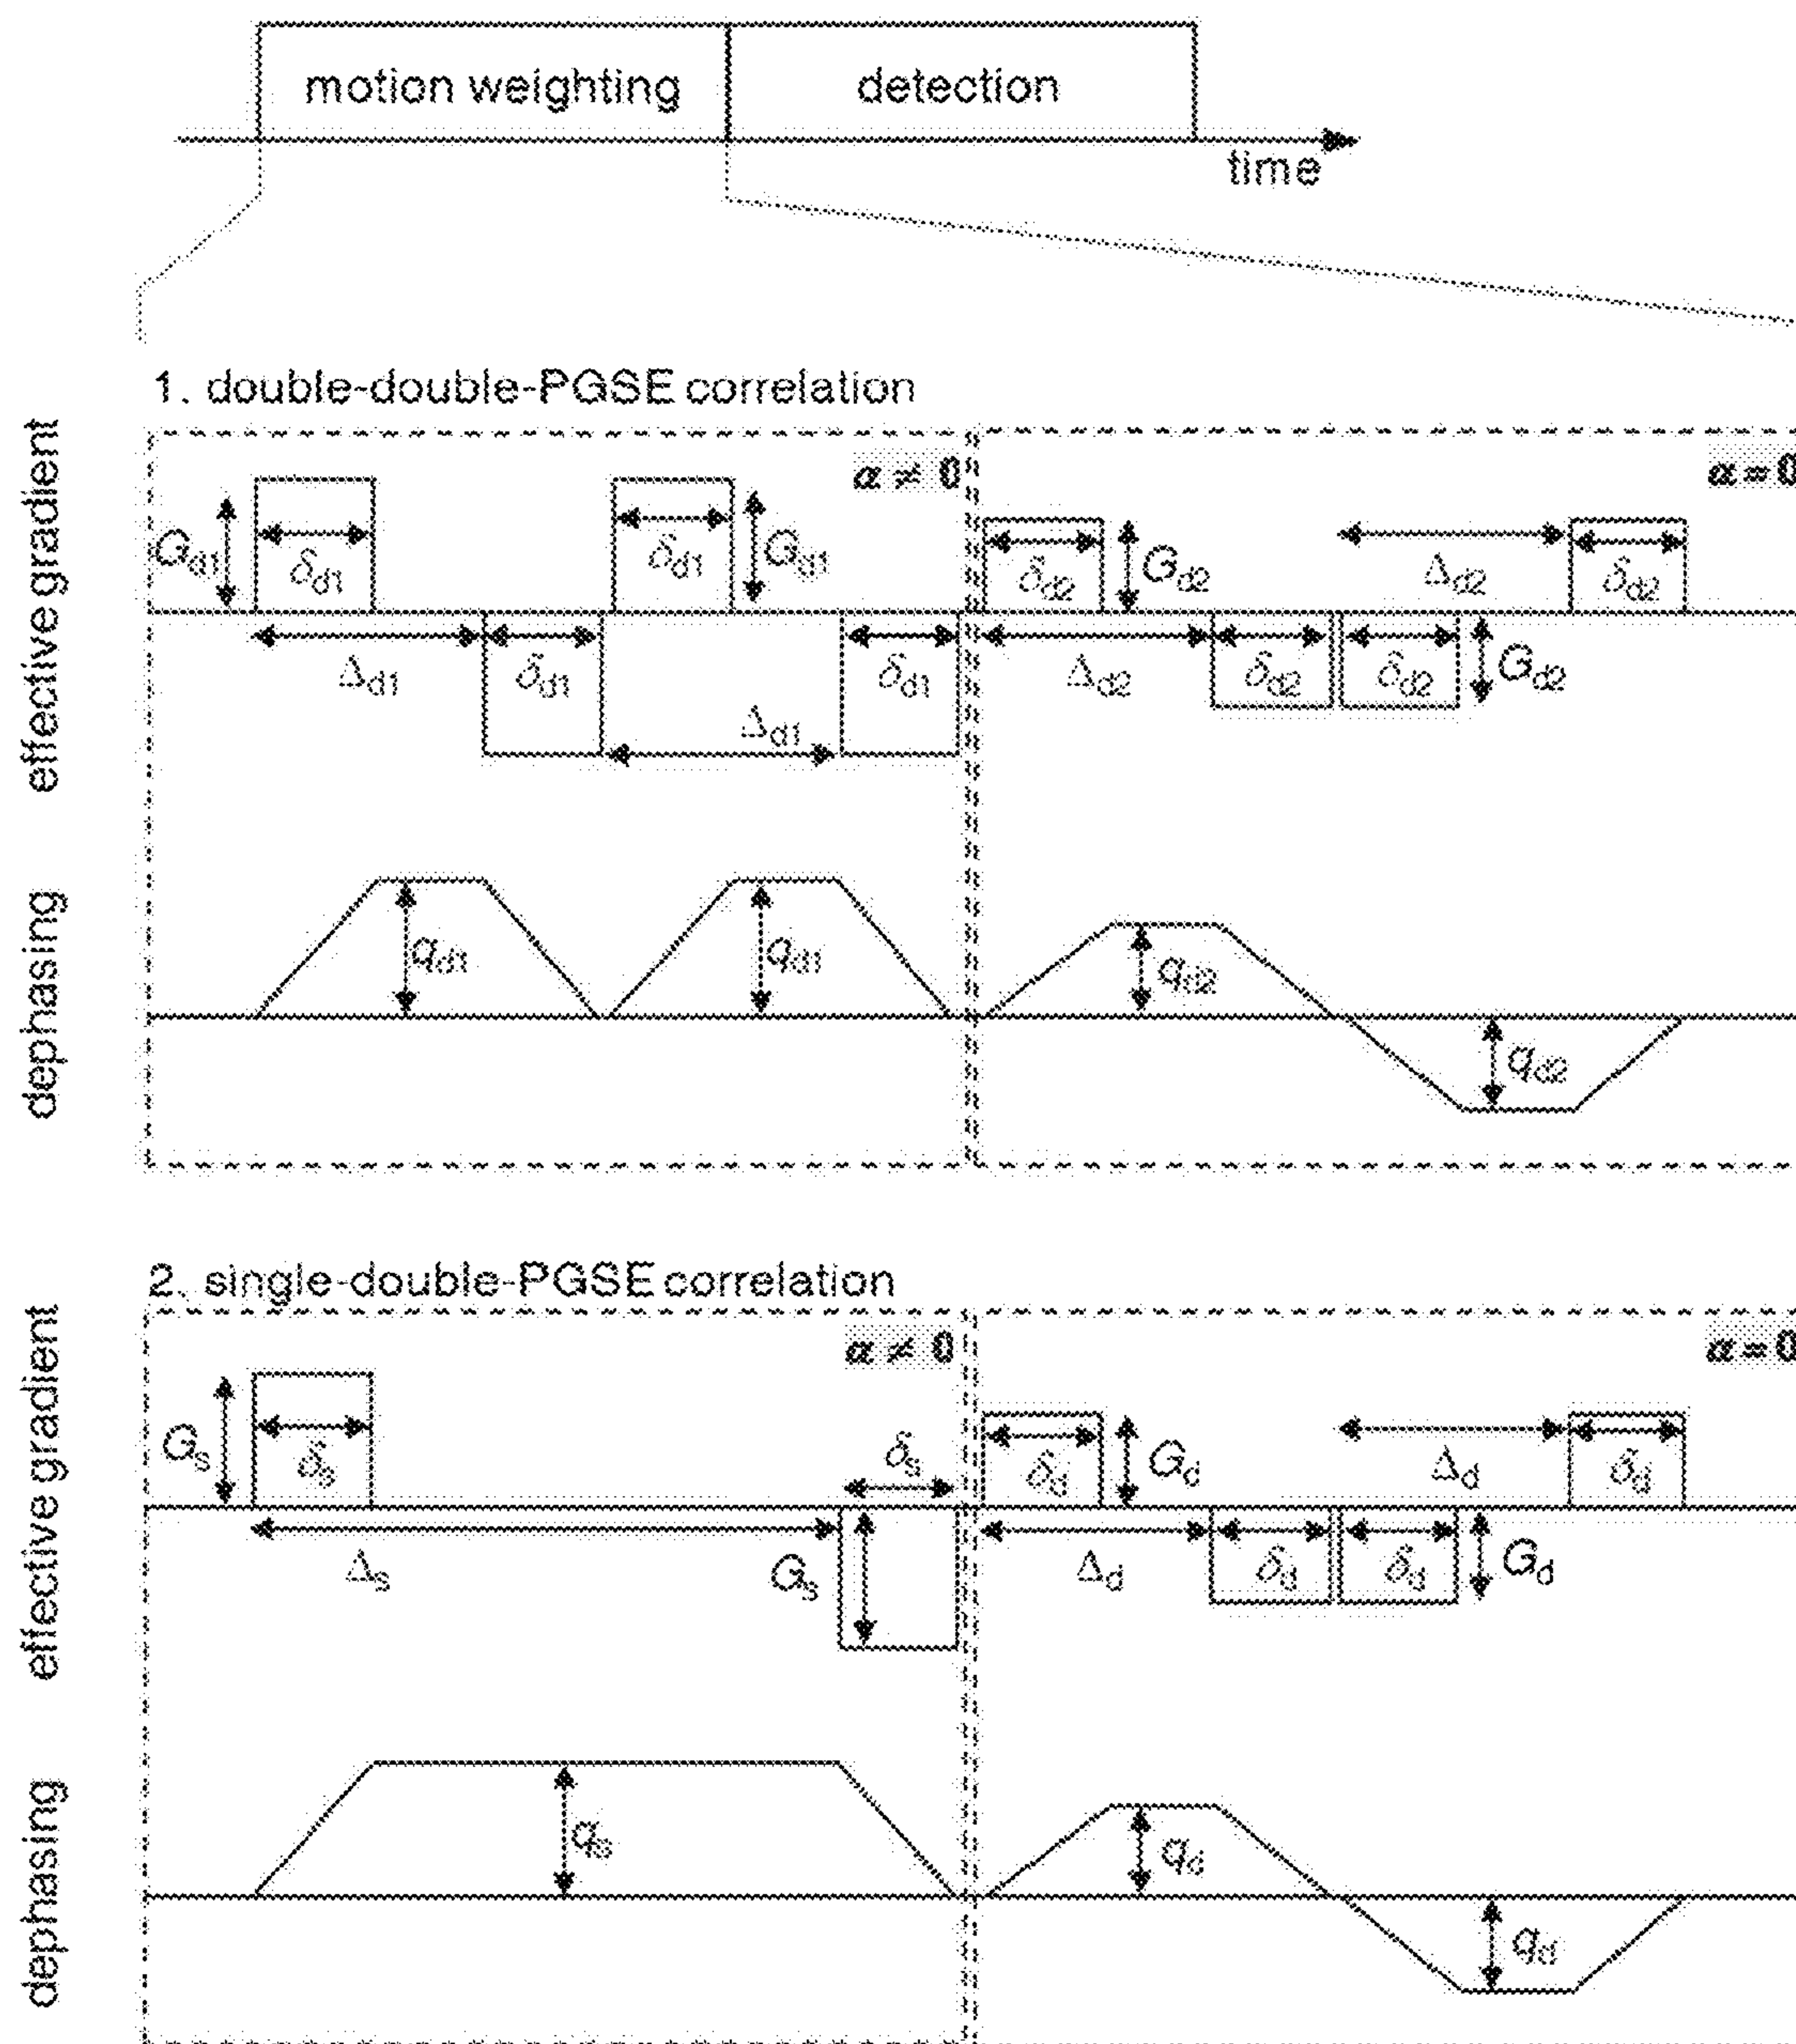 motion weighting
detection
time
1. double-double-PGSE correlation
effective gradient
α ≠ 0
α = 0
G_d1
δ_d1
δ_d1
G_d1
δ_d2
G_d2
Δ_d2
δ_d2
Δ_d1
δ_d1
Δ_d1
δ_d1
Δ_d2
δ_d2
δ_d2
G_d2
dephasing
q_d1
q_d1
q_d2
q_d2
2. single-double-PGSE correlation
effective gradient
α ≠ 0
α = 0
G_s
δ_s
δ_s
δ_d
G_d
Δ_d
δ_d
Δ_s
G_s
Δ_d
δ_d
δ_d
G_d
dephasing
q_s
q_d
q_d